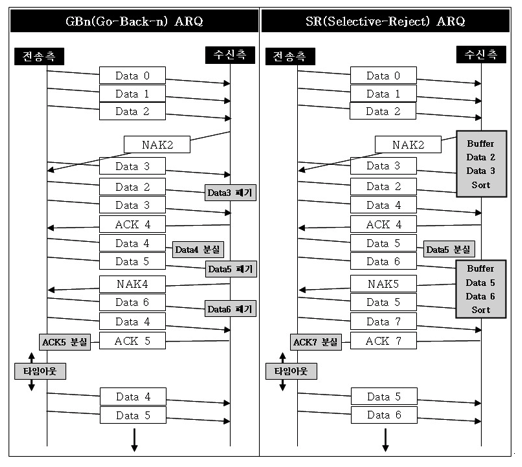 GBn(Go-Back-n) ARQ
전송측
수신측
Data 0
Data 1
Data 2
NAK2
Data 3
Data 2
Data3 폐기
Data 3
ACK 4
Data 4
Data4 분실
Data 5
Data5 폐기
NAK4
Data 6
Data6 폐기
Data 4
ACK5 분실
ACK 5
타임아웃
Data 4
Data 5
SR(Selective-Reject) ARQ
전송측
수신측
Data 0
Data 1
Data 2
NAK2
Buffer
Data 2
Data 3
Sort
Data 3
Data 2
Data 4
ACK 4
Data 5
Data5 분실
Data 6
Buffer
Data 5
Data 6
Sort
NAK5
Data 5
Data 7
ACK7 분실
ACK 7
타임아웃
Data 5
Data 6